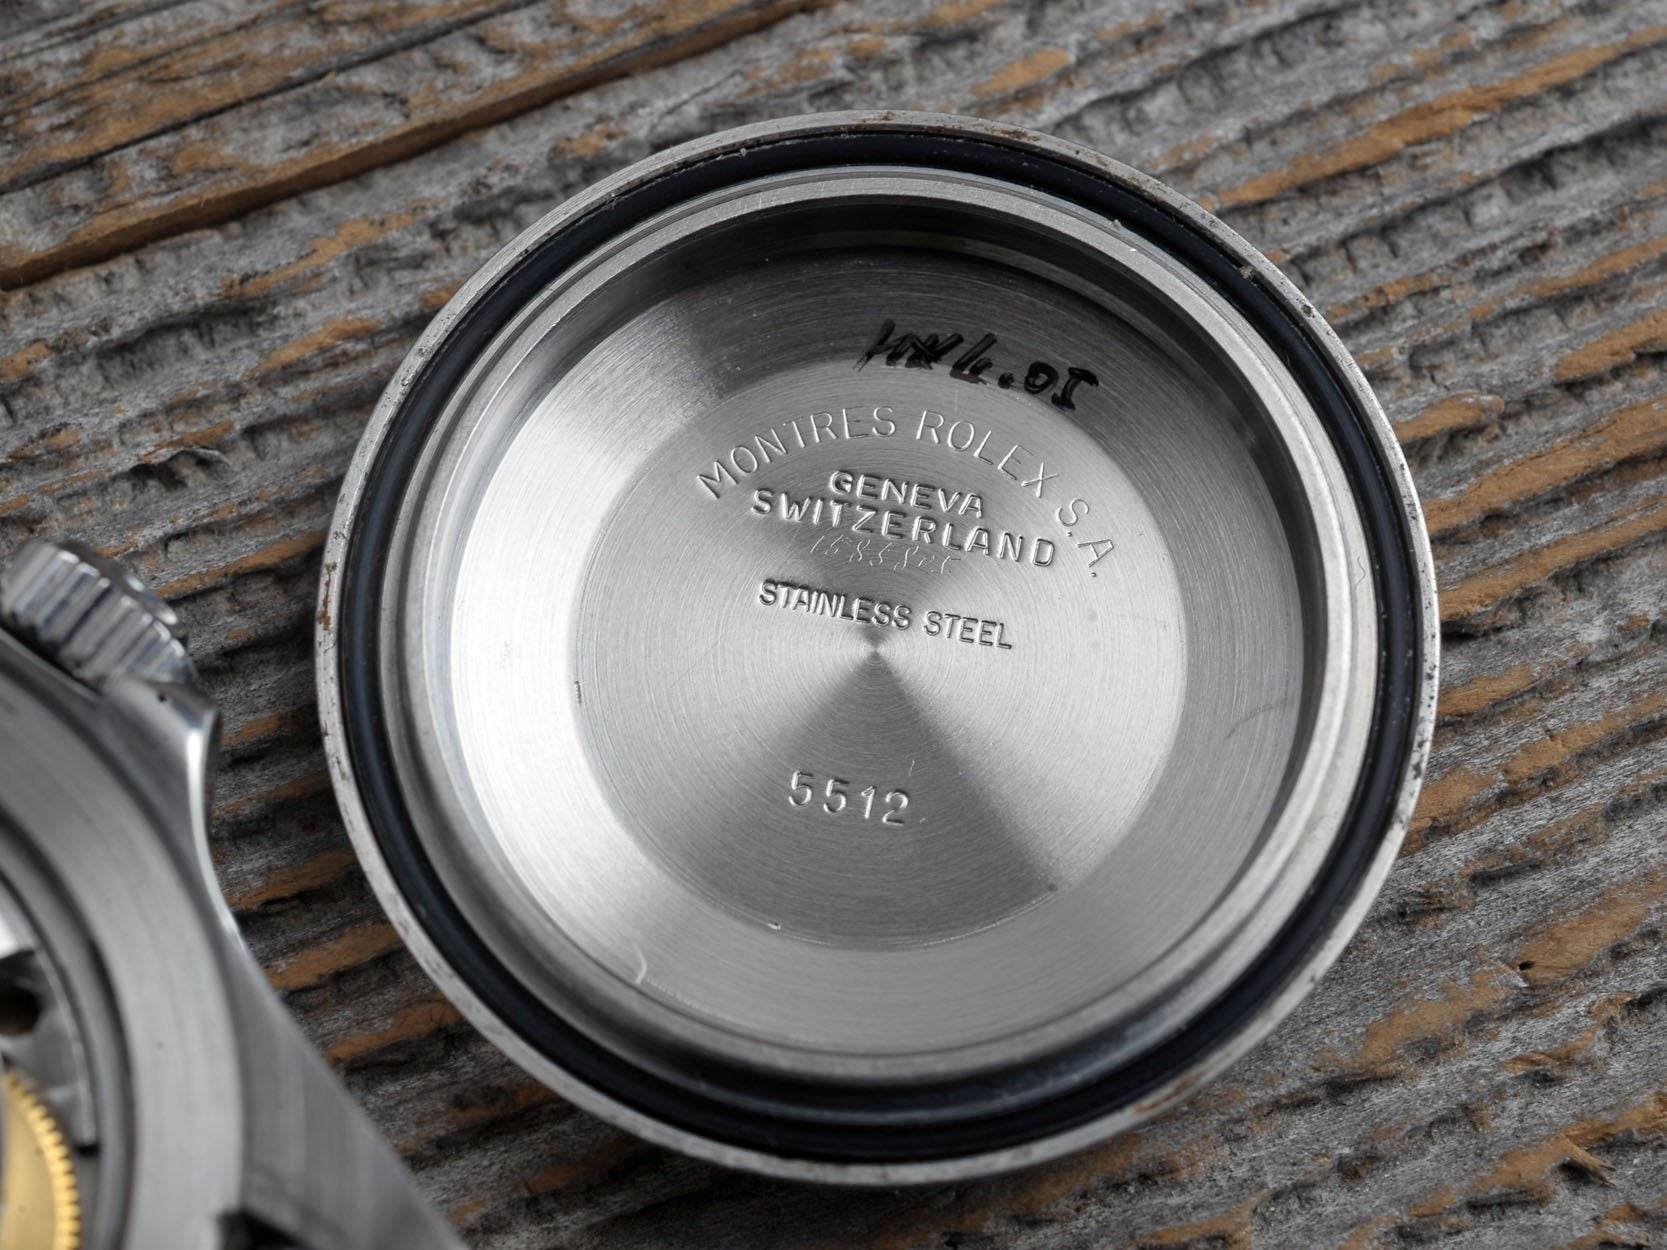 MONTRES ROLEX S.A.
GENEVA
SWITZERLAND
STAINLESS STEEL
5512